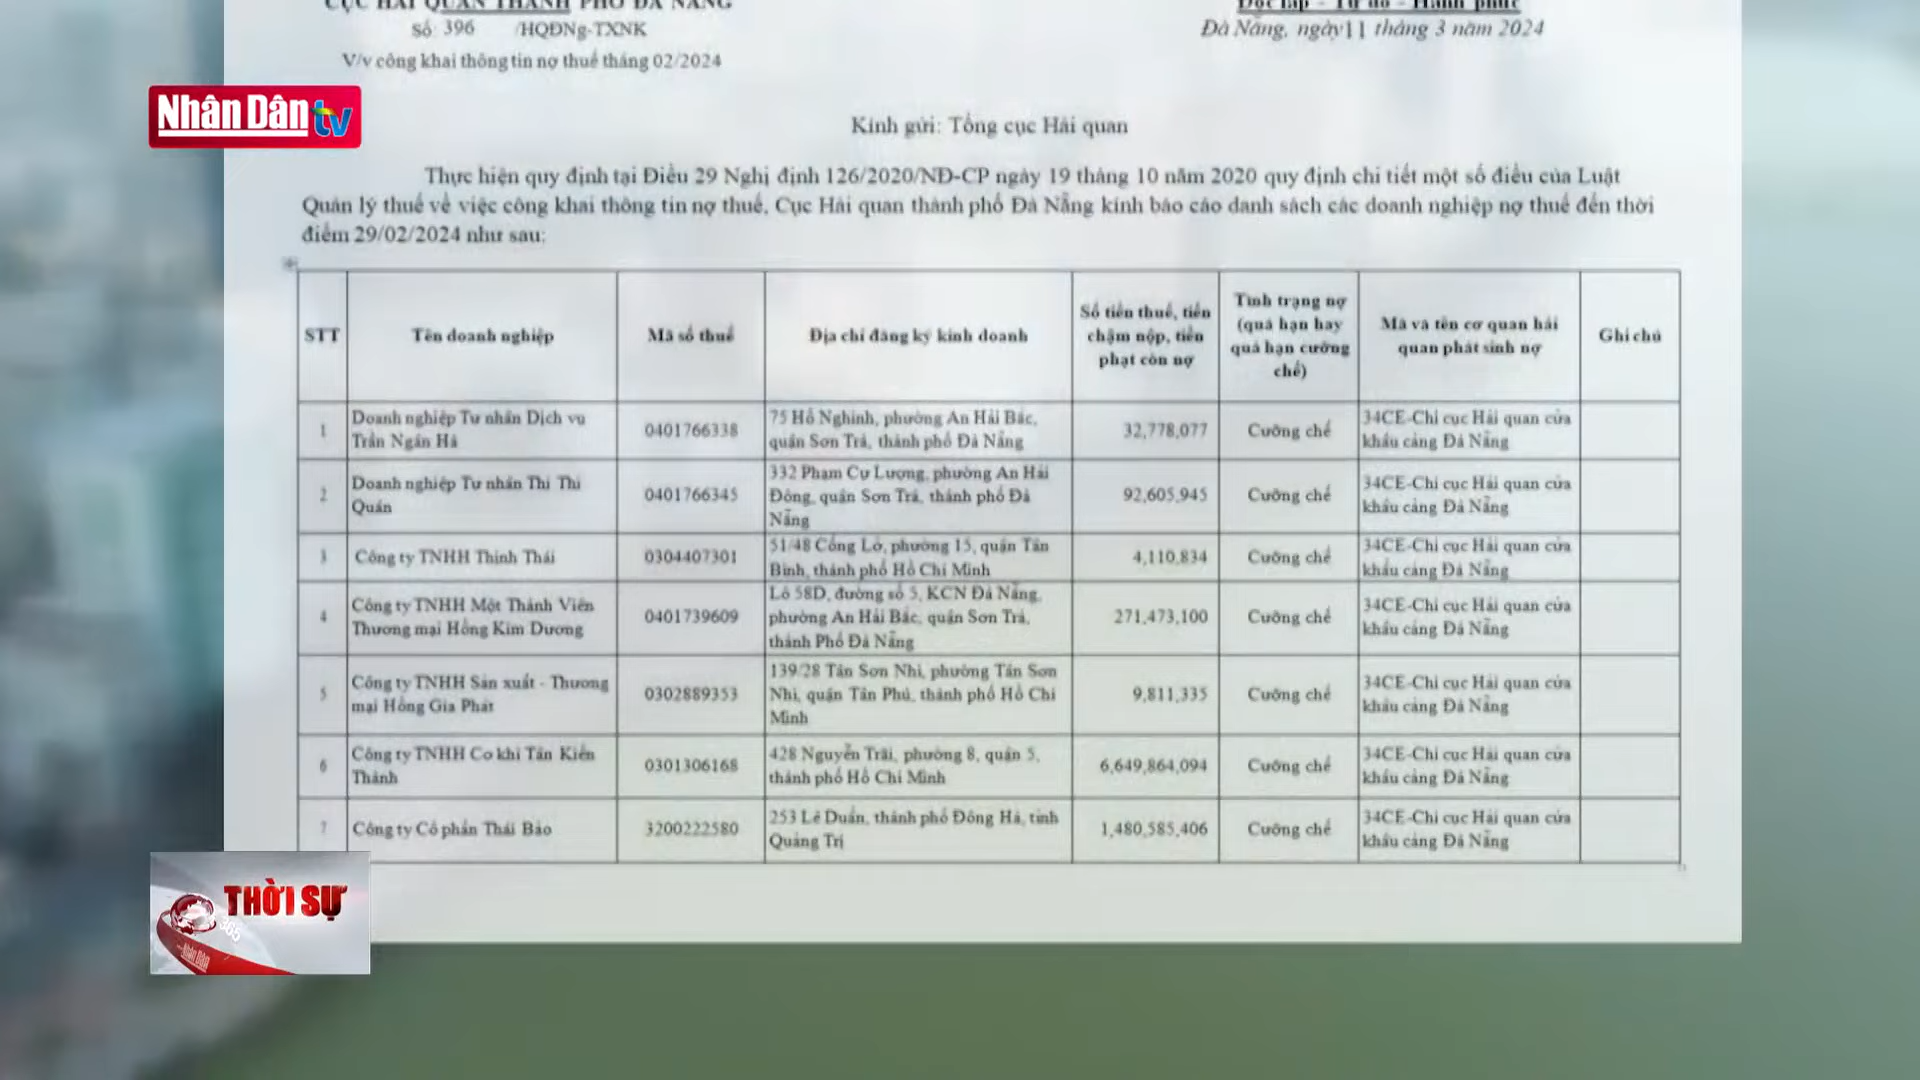 CỤC HẢI QUAN THÀNH PHỐ ĐÀ NẴNG
Độc lập - Tự do - Hạnh phúc
Số: 396 /HQĐNg-TXNK
Đà Nẵng, ngày 11 tháng 3 năm 2024
V/v công khai thông tin nợ thuế tháng 02/2024
Nhân Dân tv
Kính gửi: Tổng cục Hải quan
Thực hiện quy định tại Điều 29 Nghị định 126/2020/NĐ-CP ngày 19 tháng 10 năm 2020 quy định chi tiết một số điều của Luật
Quản lý thuế về việc công khai thông tin nợ thuế, Cục Hải quan thành phố Đà Nẵng kính báo cáo danh sách các doanh nghiệp nợ thuế đến thời
điểm 29/02/2024 như sau:
STT
Tên doanh nghiệp
Mã số thuế
Địa chỉ đăng ký kinh doanh
Số tiền thuế, tiền
chậm nộp, tiền
phạt còn nợ
Tình trạng nợ
(quá hạn hay
quá hạn cưỡng
chế)
Mã và tên cơ quan hải
quan phát sinh nợ
Ghi chú
1
Doanh nghiệp Tư nhân Dịch vụ
Trần Ngân Hà
0401766338
75 Hồ Nghinh, phường An Hải Bắc,
quận Sơn Trà, thành phố Đà Nẵng
32,778,077
Cưỡng chế
34CE-Chi cục Hải quan cửa
khẩu cảng Đà Nẵng
2
Doanh nghiệp Tư nhân Thi Thi
Quân
0401766345
332 Phạm Cự Lượng, phường An Hải
Đông, quận Sơn Trà, thành phố Đà
Nẵng
92,605,945
Cưỡng chế
34CE-Chi cục Hải quan cửa
khẩu cảng Đà Nẵng
3
Công ty TNHH Thịnh Thái
0304407301
51/48 Cống Lở, phường 15, quận Tân
Bình, thành phố Hồ Chí Minh
4,110,834
Cưỡng chế
34CE-Chi cục Hải quan cửa
khẩu cảng Đà Nẵng
4
Công ty TNHH Một Thành Viên
Thương mại Hồng Kim Dương
0401739609
Lô 58D, đường số 5, KCN Đà Nẵng,
phường An Hải Bắc, quận Sơn Trà,
thành Phố Đà Nẵng
271,473,100
Cưỡng chế
34CE-Chi cục Hải quan cửa
khẩu cảng Đà Nẵng
5
Công ty TNHH Sản xuất - Thương
mại Hồng Gia Phát
0302889353
139/28 Tân Sơn Nhì, phường Tân Sơn
Nhì, quận Tân Phú, thành phố Hồ Chí
Minh
9,811,335
Cưỡng chế
34CE-Chi cục Hải quan cửa
khẩu cảng Đà Nẵng
6
Công ty TNHH Cơ khí Tân Kiến
Thành
0301306168
428 Nguyễn Trãi, phường 8, quận 5,
thành phố Hồ Chí Minh
6,649,864,094
Cưỡng chế
34CE-Chi cục Hải quan cửa
khẩu cảng Đà Nẵng
7
Công ty Cổ phần Thái Bảo
3200222580
253 Lê Duẩn, thành phố Đông Hà, tỉnh
Quảng Trị
1,480,585,406
Cưỡng chế
34CE-Chi cục Hải quan cửa
khẩu cảng Đà Nẵng
THỜI SỰ
365
NHÂN DÂN